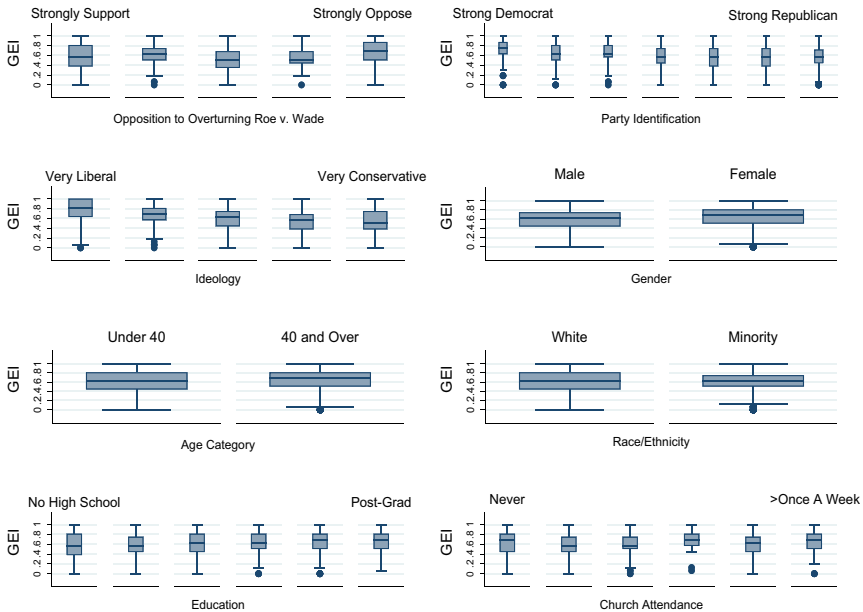 Strongly Support Strongly Oppose
GEI
0 .2 .4 .6 .8 1
Opposition to Overturning Roe v. Wade
Strong Democrat Strong Republican
GEI
0 .2 .4 .6 .8 1
Party Identification
Very Liberal Very Conservative
GEI
0 .2 .4 .6 .8 1
Ideology
Male Female
GEI
0 .2 .4 .6 .8 1
Gender
Under 40 40 and Over
GEI
0 .2 .4 .6 .8 1
Age Category
White Minority
GEI
0 .2 .4 .6 .8 1
Race/Ethnicity
No High School Post-Grad
GEI
0 .2 .4 .6 .8 1
Education
Never >Once A Week
GEI
0 .2 .4 .6 .8 1
Church Attendance